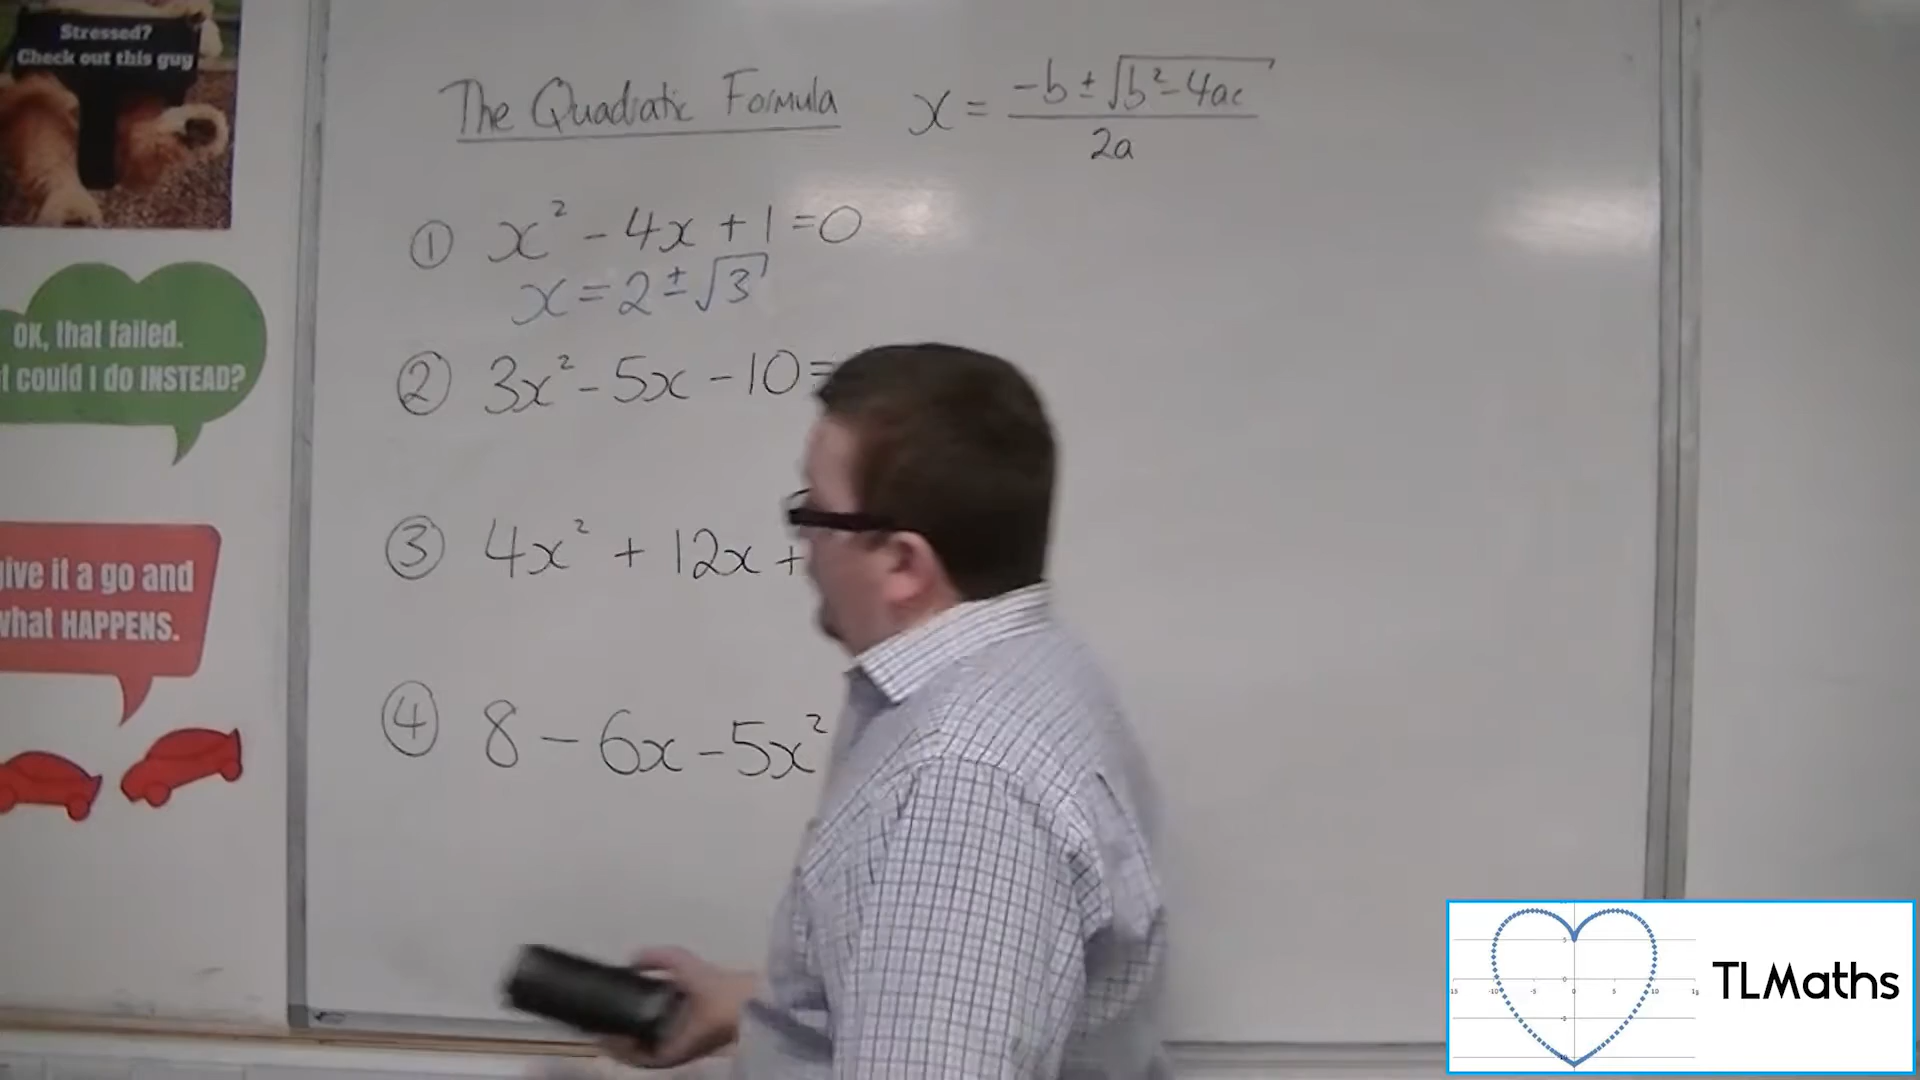 Stressed?
Check out this guy
The Quadratic Formula x = (-b ± √(b² - 4ac)) / 2a
① x² - 4x + 1 = 0
x = 2 ± √3
OK, that failed.
could I do INSTEAD?
② 3x² - 5x - 10 =
③ 4x² + 12x +
give it a go and
what HAPPENS.
④ 8 - 6x - 5x²
TLMaths